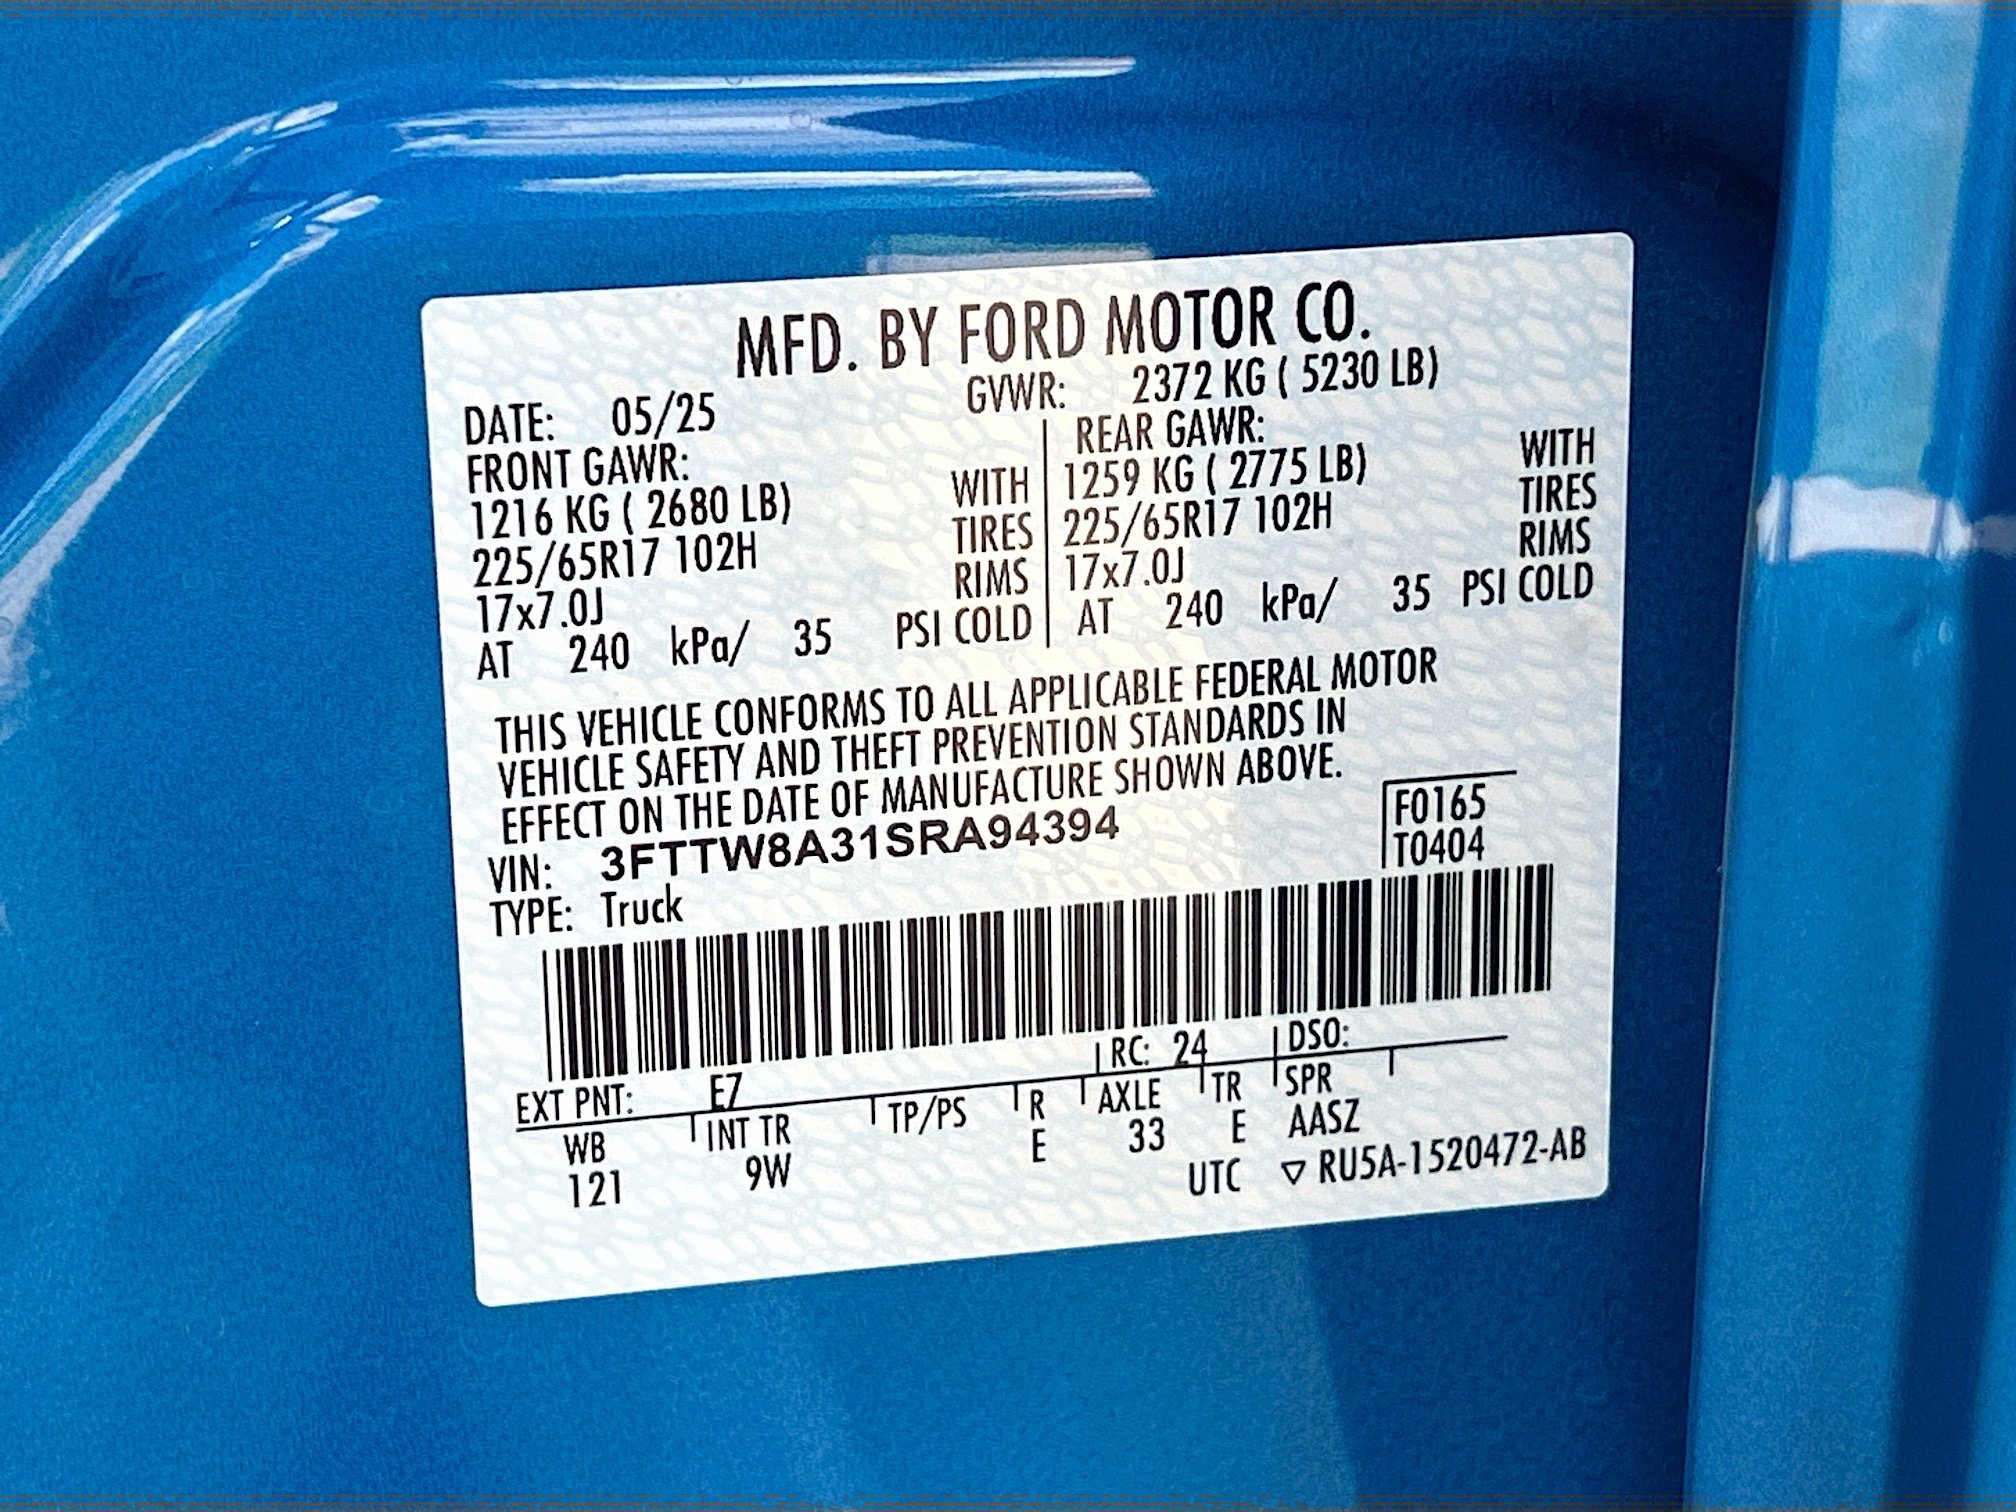 MFD. BY FORD MOTOR CO.
DATE: 05/25 GVWR: 2372 KG ( 5230 LB)
FRONT GAWR: REAR GAWR:
1216 KG ( 2680 LB) WITH 1259 KG ( 2775 LB) WITH
225/65R17 102H TIRES 225/65R17 102H TIRES
17x7.0J RIMS 17x7.0J RIMS
AT 240 kPa/ 35 PSI COLD AT 240 kPa/ 35 PSI COLD
THIS VEHICLE CONFORMS TO ALL APPLICABLE FEDERAL MOTOR
VEHICLE SAFETY AND THEFT PREVENTION STANDARDS IN
EFFECT ON THE DATE OF MANUFACTURE SHOWN ABOVE.
VIN: 3FTTW8A31SRA94394 F0165
TYPE: Truck T0404
EXT PNT: E7 RC: 24 DSO:
WB INT TR TP/PS R AXLE TR SPR
121 9W E 33 E AASZ
UTC ▽ RU5A-1520472-AB